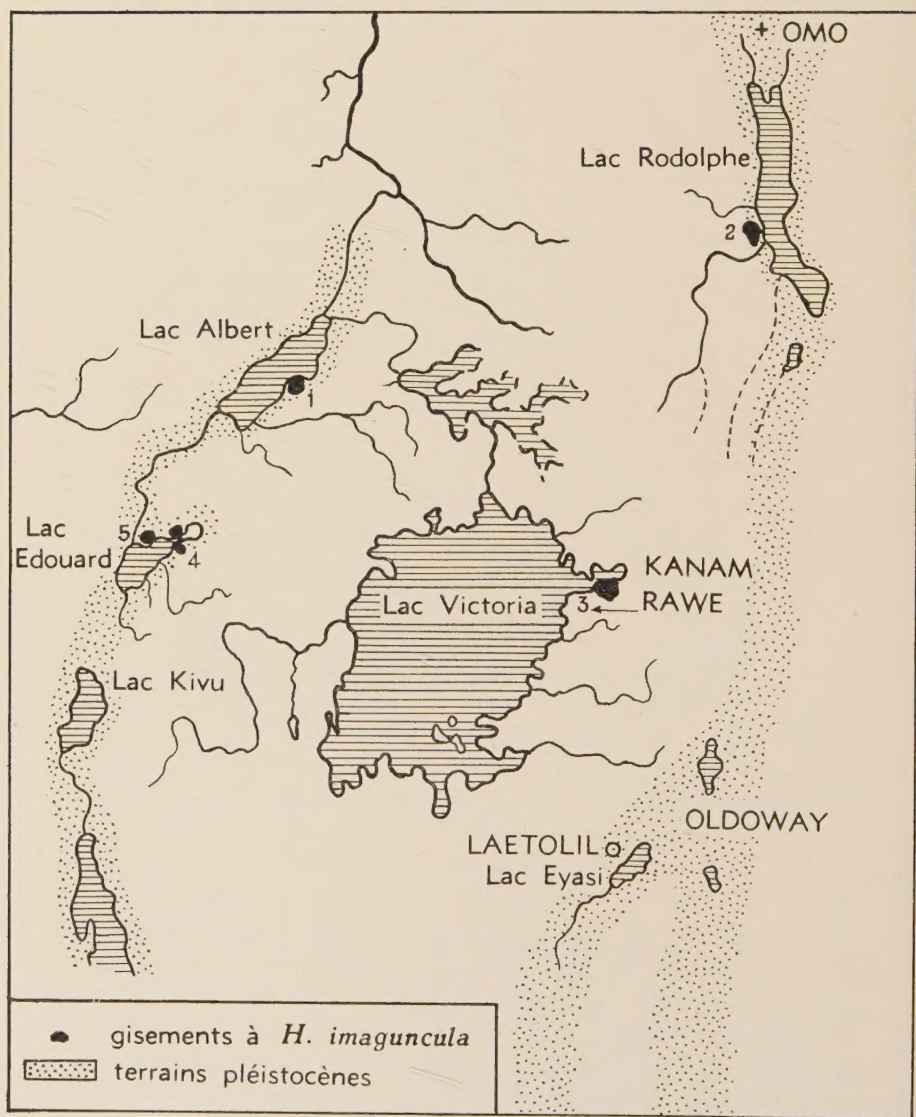 + OMO
Lac Rodolphe
2
Lac Albert
1
Lac
Edouard
5
4
KANAM
RAWE
3
Lac Victoria
Lac Kivu
OLDOWAY
LAETOLIL
Lac Eyasi
gisements à H. imaguncula
terrains pléistocènes